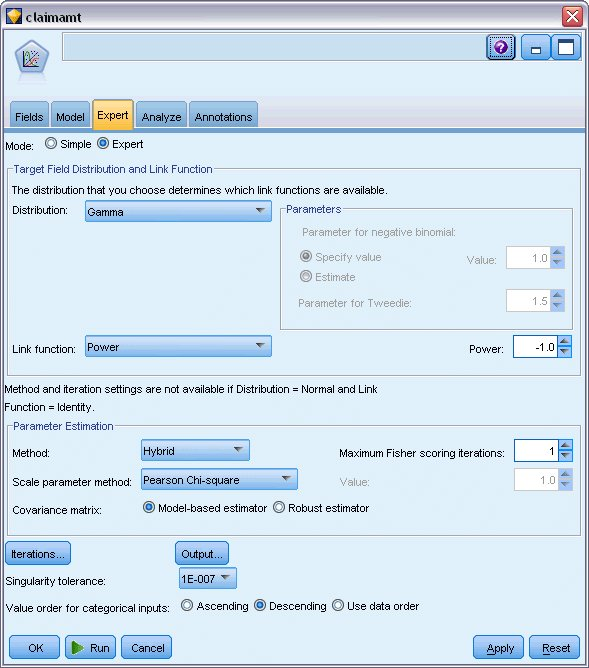 claimamt
Fields Model Expert Analyze Annotations
Mode: Simple Expert
Target Field Distribution and Link Function
The distribution that you choose determines which link functions are available.
Distribution: Gamma
Parameters
Parameter for negative binomial:
Specify value Value: 1.0
Estimate
Parameter for Tweedie: 1.5
Link function: Power Power: -1.0
Method and iteration settings are not available if Distribution = Normal and Link
Function = Identity.
Parameter Estimation
Method: Hybrid Maximum Fisher scoring iterations: 1
Scale parameter method: Pearson Chi-square Value: 1.0
Covariance matrix: Model-based estimator Robust estimator
Iterations... Output...
Singularity tolerance: 1E-007
Value order for categorical inputs: Ascending Descending Use data order
OK Run Cancel Apply Reset